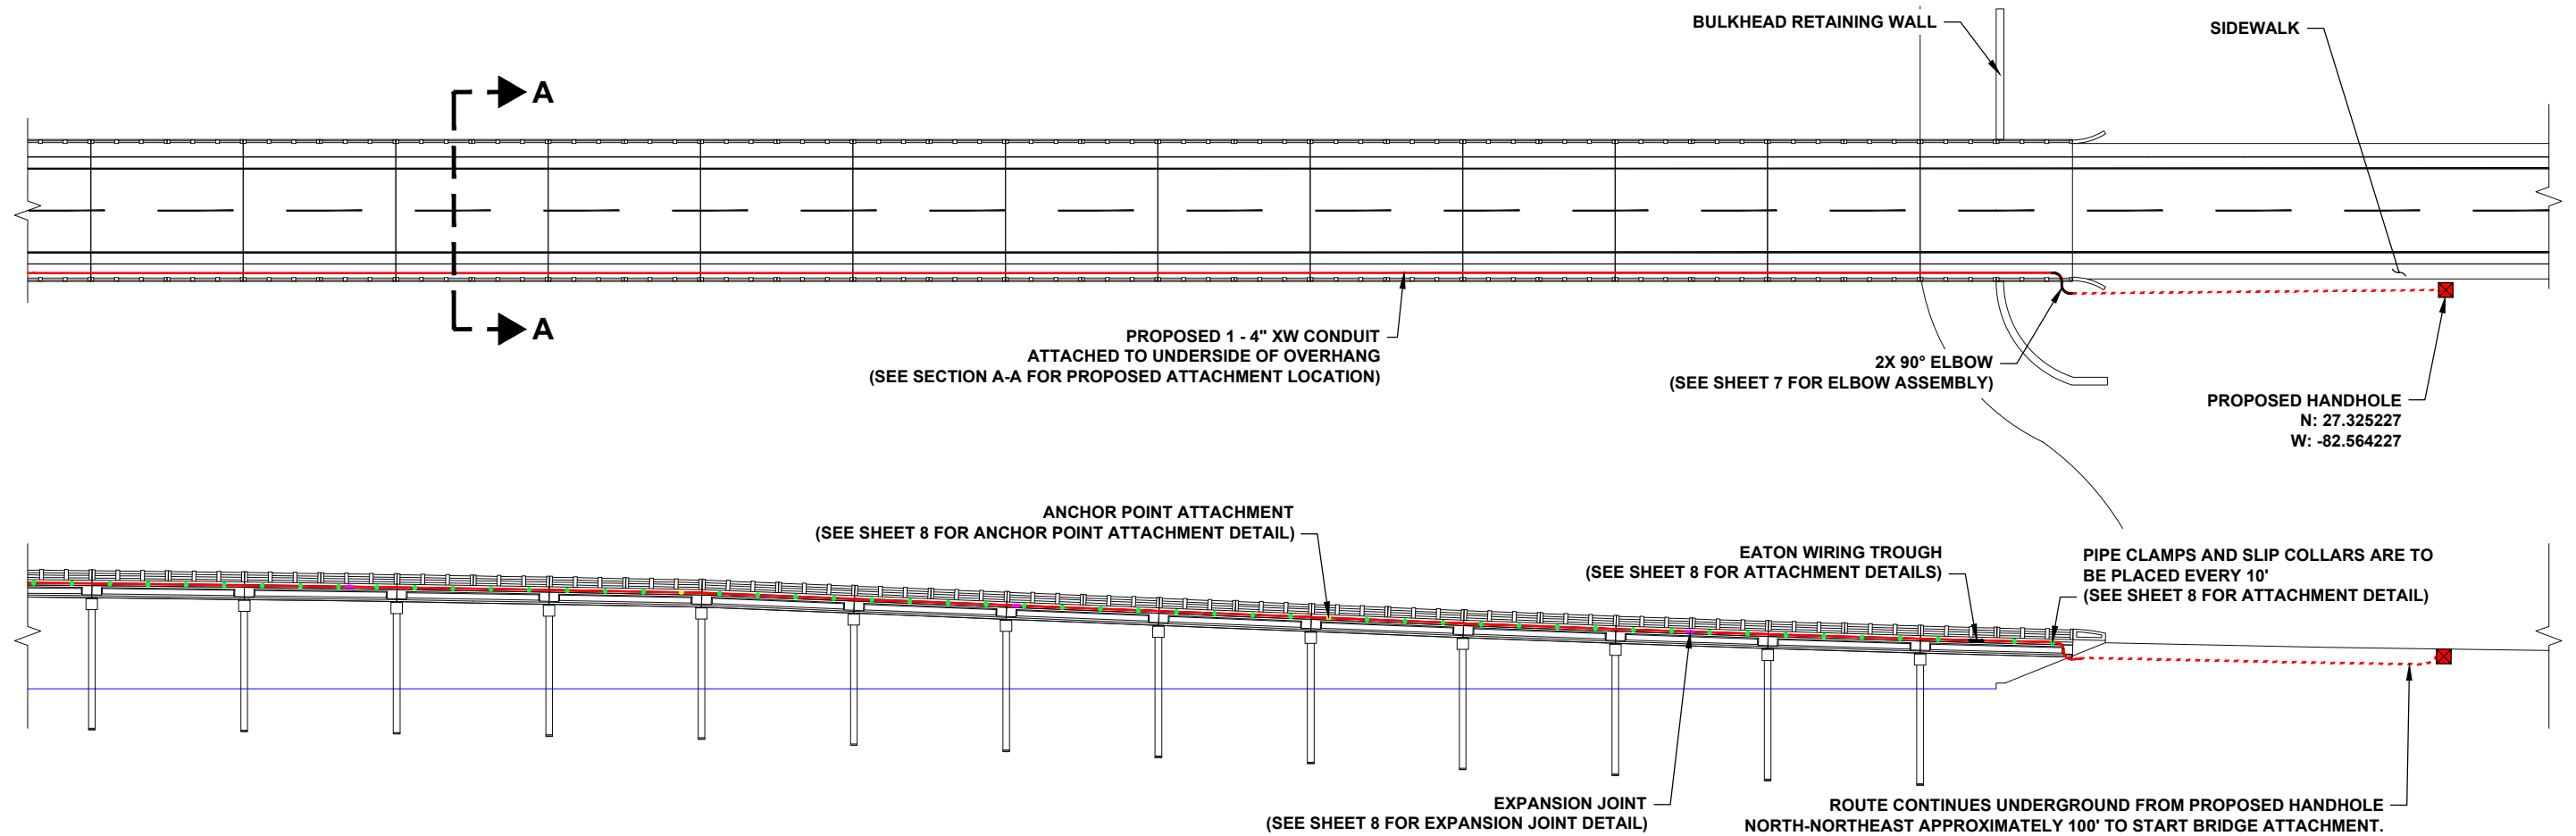 BULKHEAD RETAINING WALL
SIDEWALK
A
A
PROPOSED 1 - 4" XW CONDUIT
ATTACHED TO UNDERSIDE OF OVERHANG
(SEE SECTION A-A FOR PROPOSED ATTACHMENT LOCATION)
2X 90° ELBOW
(SEE SHEET 7 FOR ELBOW ASSEMBLY)
PROPOSED HANDHOLE
N: 27.325227
W: -82.564227
ANCHOR POINT ATTACHMENT
(SEE SHEET 8 FOR ANCHOR POINT ATTACHMENT DETAIL)
EATON WIRING TROUGH
(SEE SHEET 8 FOR ATTACHMENT DETAILS)
PIPE CLAMPS AND SLIP COLLARS ARE TO
BE PLACED EVERY 10'
(SEE SHEET 8 FOR ATTACHMENT DETAIL)
EXPANSION JOINT
(SEE SHEET 8 FOR EXPANSION JOINT DETAIL)
ROUTE CONTINUES UNDERGROUND FROM PROPOSED HANDHOLE
NORTH-NORTHEAST APPROXIMATELY 100' TO START BRIDGE ATTACHMENT.